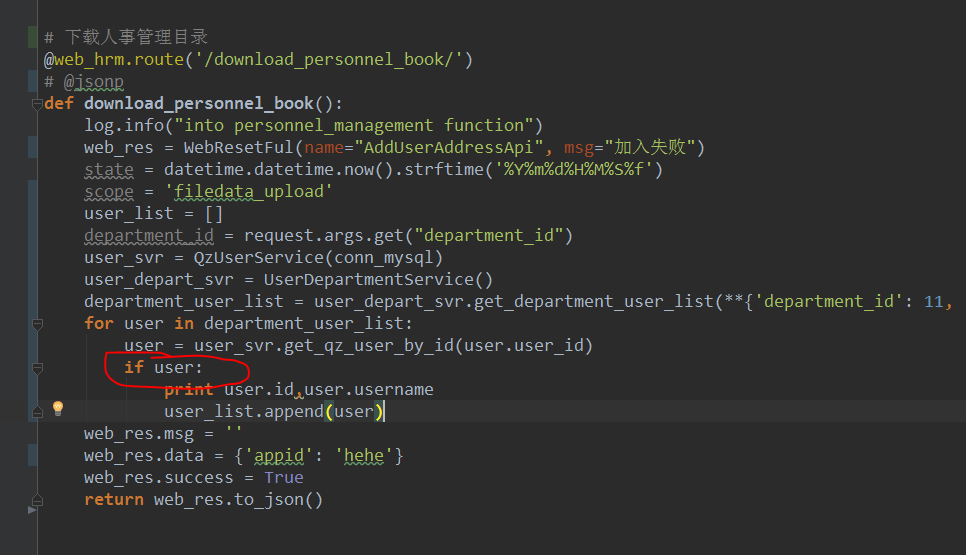 # 下载人事管理目录
@web_hrm.route('/download_personnel_book/')
# @jsonp
def download_personnel_book():
    log.info("into personnel_management function")
    web_res = WebResetFul(name="AddUserAddressApi", msg="加入失败")
    state = datetime.datetime.now().strftime('%Y%m%d%H%M%S%f')
    scope = 'filedata_upload'
    user_list = []
    department_id = request.args.get("department_id")
    user_svr = QzUserService(conn_mysql)
    user_depart_svr = UserDepartmentService()
    department_user_list = user_depart_svr.get_department_user_list(**{'department_id': 11,
    for user in department_user_list:
        user = user_svr.get_qz_user_by_id(user.user_id)
        if user:
            print user.id,user.username
            user_list.append(user)
    web_res.msg = ''
    web_res.data = {'appid': 'hehe'}
    web_res.success = True
    return web_res.to_json()